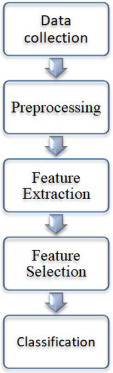 Data
collection
Preprocessing
Feature
Extraction
Feature
Selection
Classification